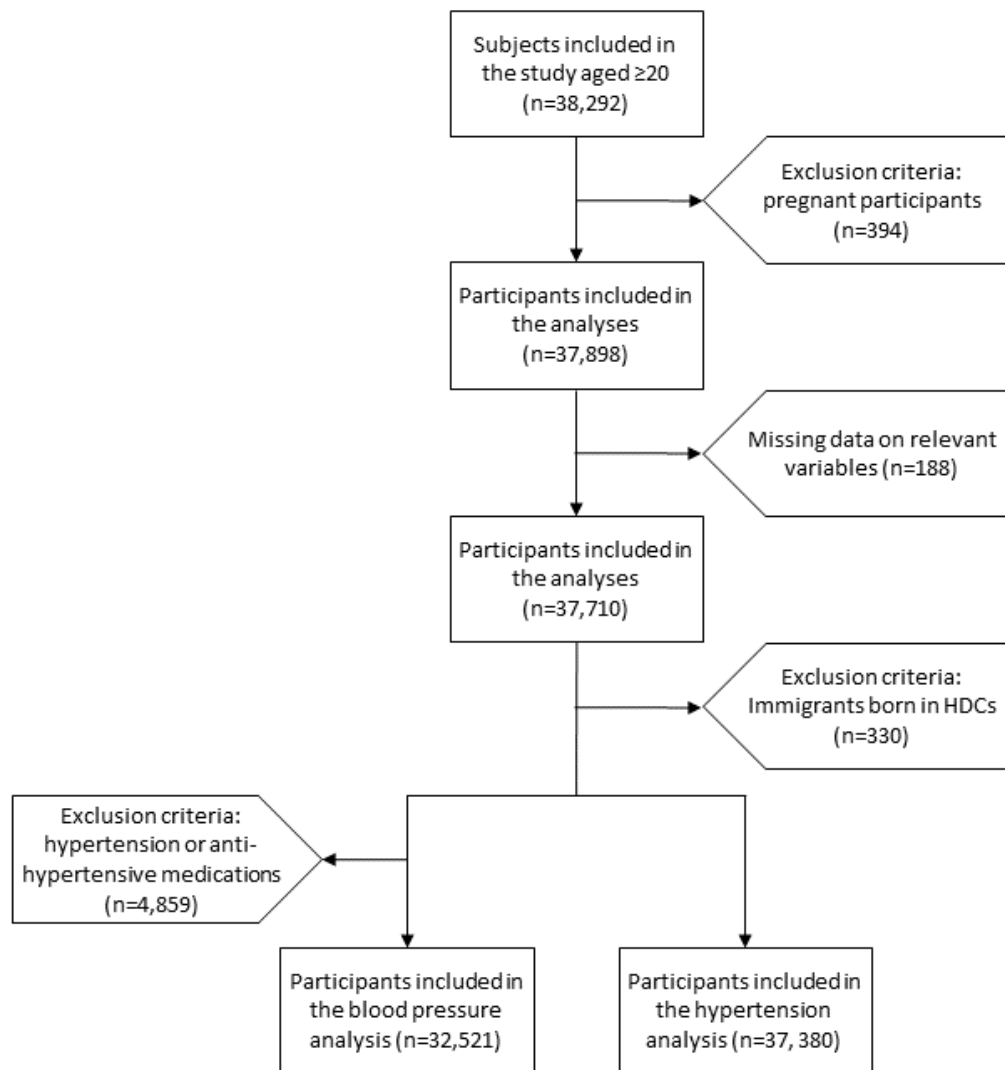 Subjects included in
the study aged ≥20
(n=38,292)
Exclusion criteria:
pregnant participants
(n=394)
Participants included in
the analyses
(n=37,898)
Missing data on relevant
variables (n=188)
Participants included in
the analyses
(n=37,710)
Exclusion criteria:
Immigrants born in HDCs
(n=330)
Exclusion criteria:
hypertension or anti-
hypertensive medications
(n=4,859)
Participants included in
the blood pressure
analysis (n=32,521)
Participants included in
the hypertension
analysis (n=37, 380)